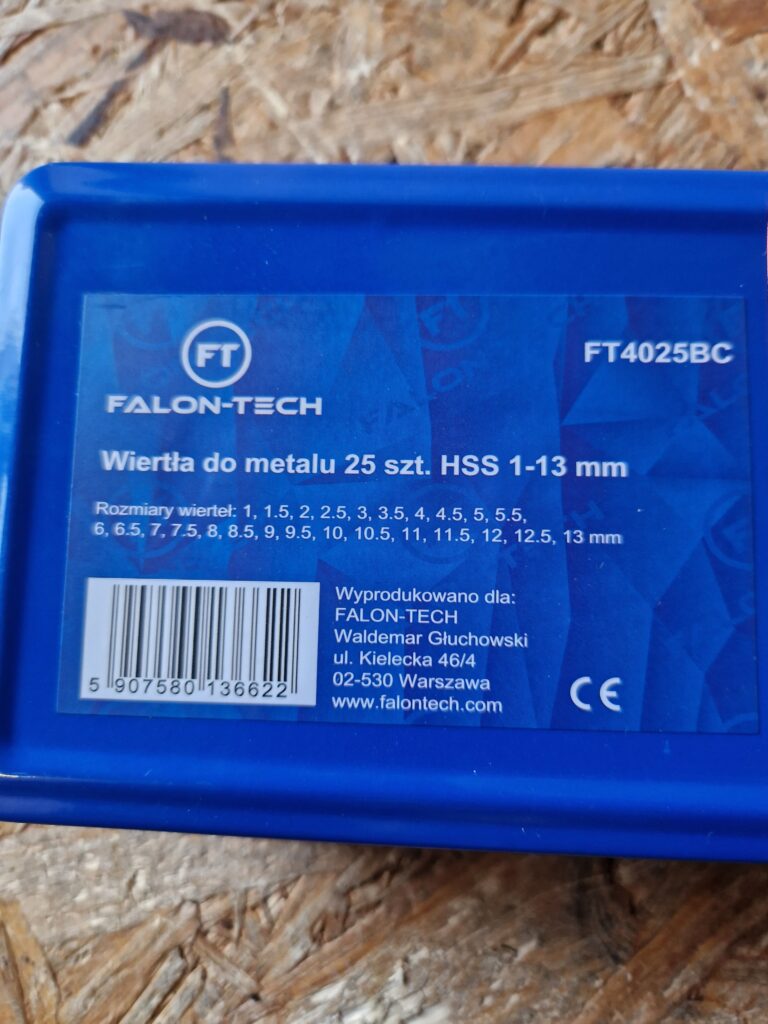 FT
FALON-TECH
FT4025BC
Wiertła do metalu 25 szt. HSS 1-13 mm
Rozmiary wierteł: 1, 1.5, 2, 2.5, 3, 3.5, 4, 4.5, 5, 5.5,
6, 6.5, 7, 7.5, 8, 8.5, 9, 9.5, 10, 10.5, 11, 11.5, 12, 12.5, 13 mm
5 907580 136622
Wyprodukowano dla:
FALON-TECH
Waldemar Głuchowski
ul. Kielecka 46/4
02-530 Warszawa
www.falontech.com
CE